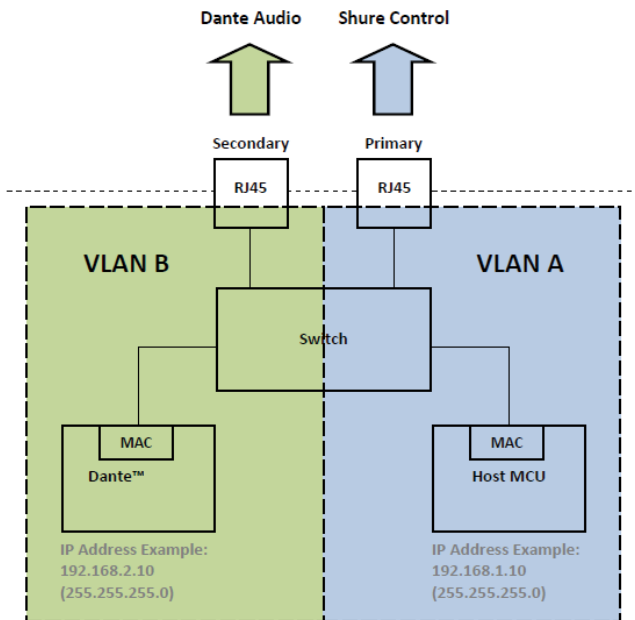 Dante Audio
Shure Control
Secondary
Primary
RJ45
RJ45
VLAN B
VLAN A
Switch
MAC
MAC
Dante™
Host MCU
IP Address Example:
192.168.2.10
(255.255.255.0)
IP Address Example:
192.168.1.10
(255.255.255.0)